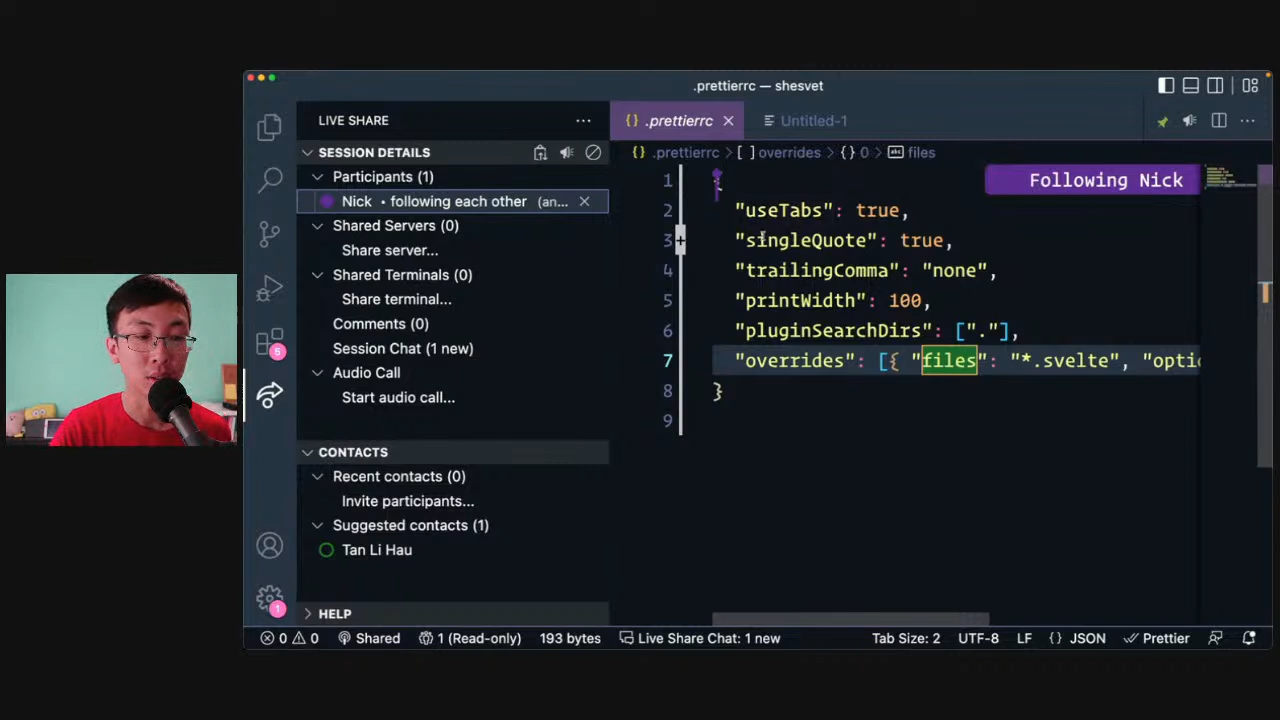 .prettierrc — shesvet
LIVE SHARE
SESSION DETAILS
Participants (1)
Nick • following each other (an...
Shared Servers (0)
Share server...
Shared Terminals (0)
Share terminal...
Comments (0)
Session Chat (1 new)
Audio Call
Start audio call...
CONTACTS
Recent contacts (0)
Invite participants...
Suggested contacts (1)
Tan Li Hau
HELP
5
1
{} .prettierrc
Untitled-1
{} .prettierrc > [ ] overrides > {} 0 > abc files
Following Nick
1 {
2 "useTabs": true,
3 "singleQuote": true,
4 "trailingComma": "none",
5 "printWidth": 100,
6 "pluginSearchDirs": ["."],
7 "overrides": [{ "files": "*.svelte", "optio
8 }
9
0 0 Shared 1 (Read-only) 193 bytes Live Share Chat: 1 new Tab Size: 2 UTF-8 LF {} JSON Prettier